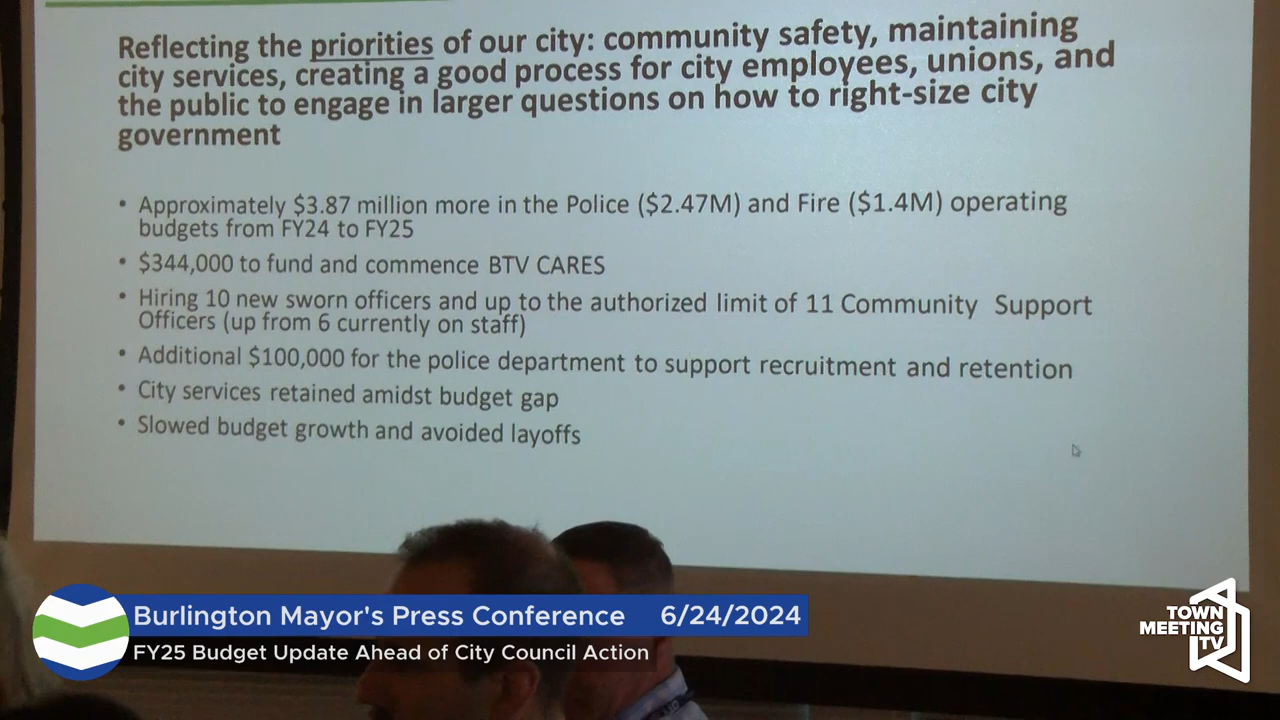 Reflecting the priorities of our city: community safety, maintaining
city services, creating a good process for city employees, unions, and
the public to engage in larger questions on how to right-size city
government
• Approximately $3.87 million more in the Police ($2.47M) and Fire ($1.4M) operating
budgets from FY24 to FY25
• $344,000 to fund and commence BTV CARES
• Hiring 10 new sworn officers and up to the authorized limit of 11 Community Support
Officers (up from 6 currently on staff)
• Additional $100,000 for the police department to support recruitment and retention
• City services retained amidst budget gap
• Slowed budget growth and avoided layoffs
Burlington Mayor's Press Conference 6/24/2024
FY25 Budget Update Ahead of City Council Action
TOWN
MEETING
TV